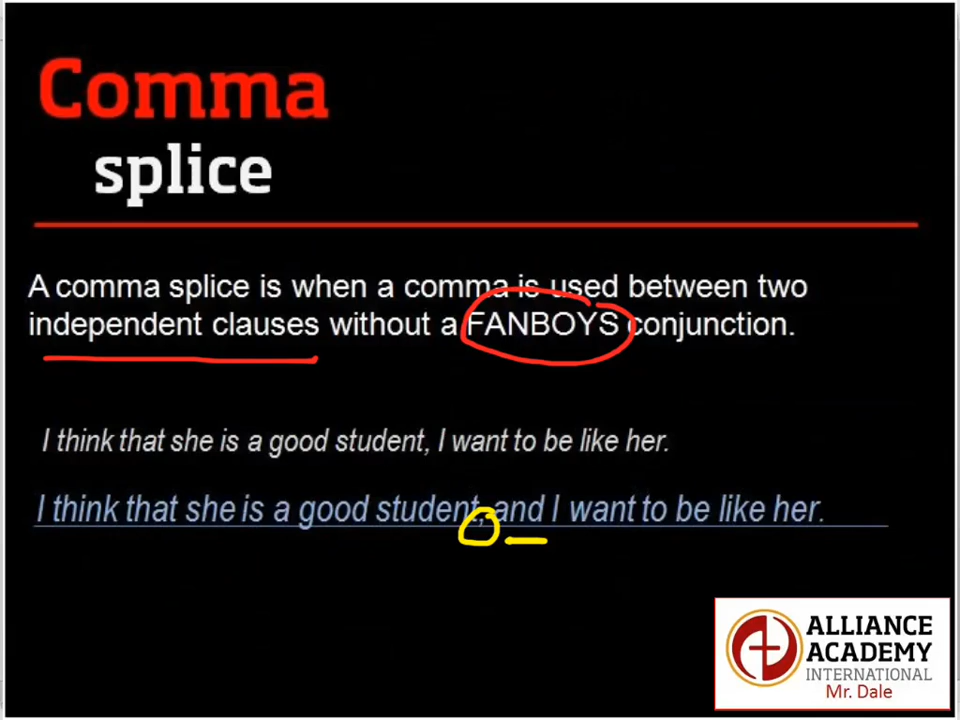 Comma
splice
A comma splice is when a comma is used between two
independent clauses without a FANBOYS conjunction.
I think that she is a good student, I want to be like her.
I think that she is a good student, and I want to be like her.
ALLIANCE
ACADEMY
INTERNATIONAL
Mr. Dale